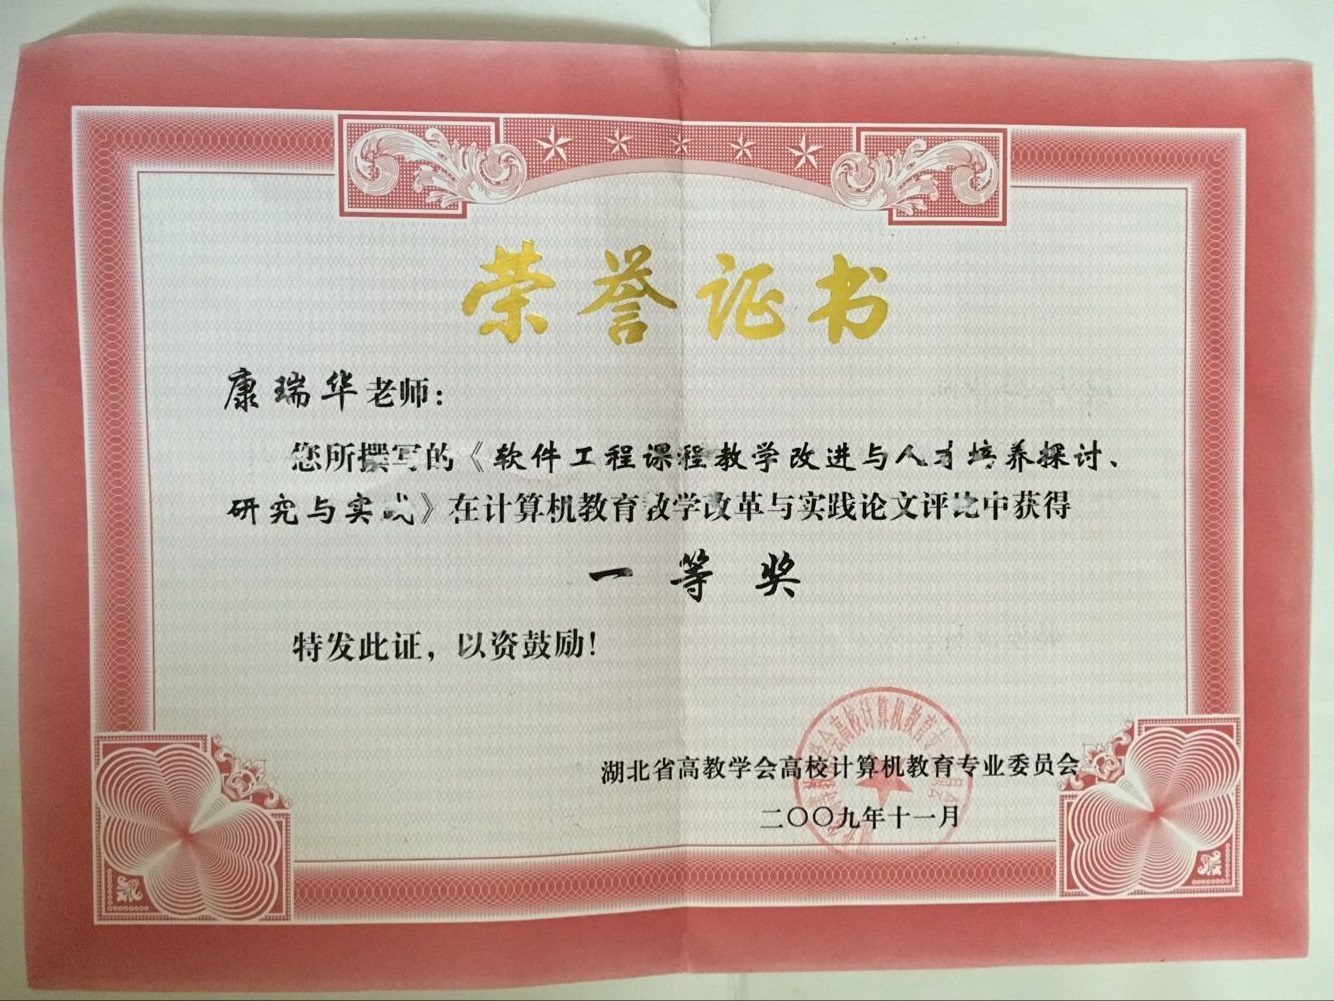 荣誉证书
康瑞华老师：
您所撰写的《软件工程课程教学改进与人才培养探讨、
研究与实践》在计算机教育教学改革与实践论文评比中获得
一等奖
特发此证，以资鼓励！
湖北省高教学会高校计算机教育专业委员会
二〇〇九年十一月